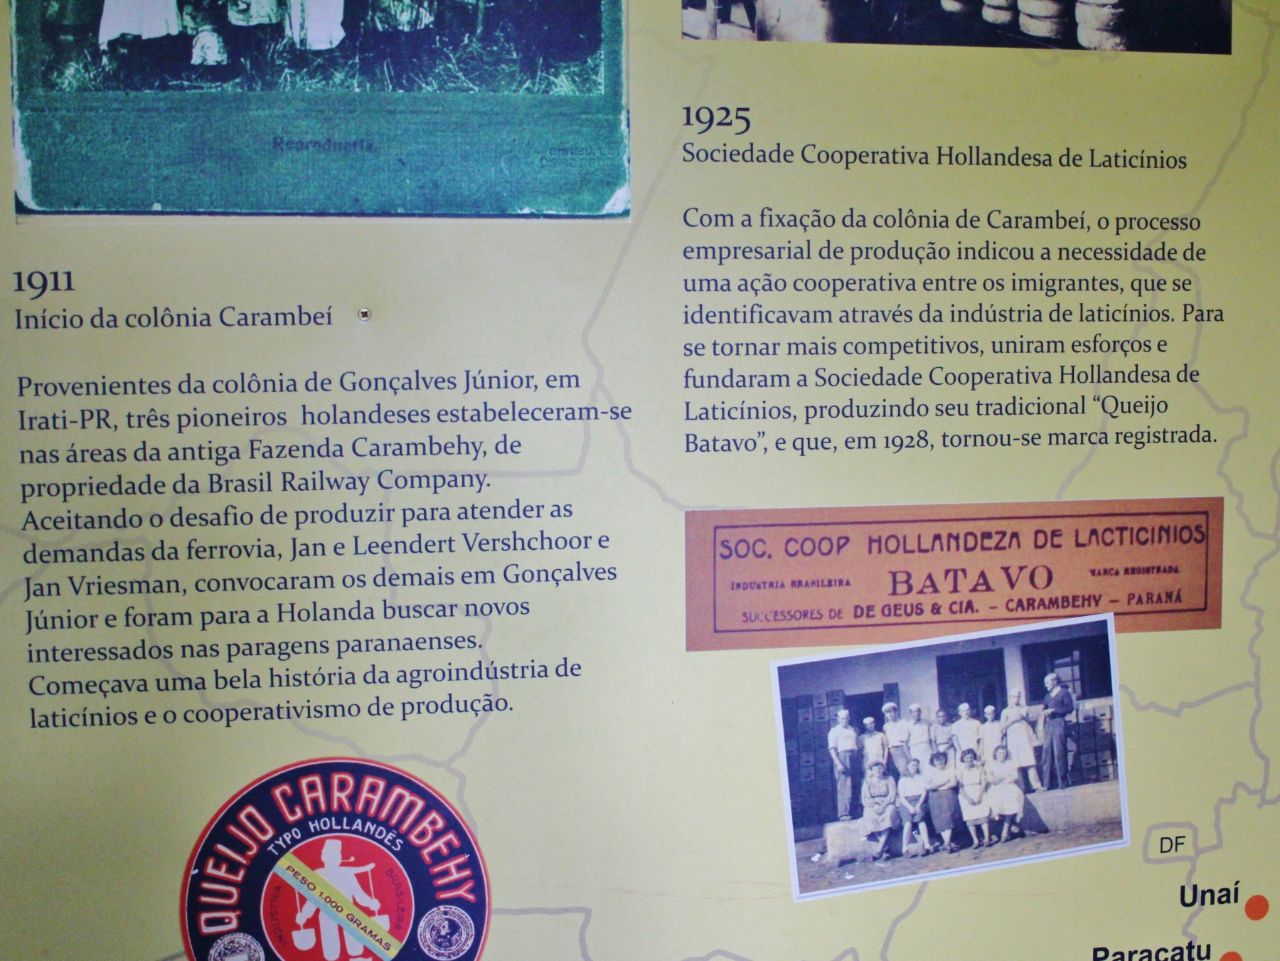 Reproducția.
1911
Início da colônia Carambeí
Provenientes da colônia de Gonçalves Júnior, em
Irati-PR, três pioneiros holandeses estabeleceram-se
nas áreas da antiga Fazenda Carambehy, de
propriedade da Brasil Railway Company.
Aceitando o desafio de produzir para atender as
demandas da ferrovia, Jan e Leendert Vershchoor e
Jan Vriesman, convocaram os demais em Gonçalves
Júnior e foram para a Holanda buscar novos
interessados nas paragens paranaenses.
Começava uma bela história da agroindústria de
laticínios e o cooperativismo de produção.
QUEIJO CARAMBEHY
TYPO HOLLANDÊS
PESO 1.000 GRAMAS
INDUSTRIA
BRASILEIRA
1925
Sociedade Cooperativa Hollandesa de Laticínios
Com a fixação da colônia de Carambeí, o processo
empresarial de produção indicou a necessidade de
uma ação cooperativa entre os imigrantes, que se
identificavam através da indústria de laticínios. Para
se tornar mais competitivos, uniram esforços e
fundaram a Sociedade Cooperativa Hollandesa de
Laticínios, produzindo seu tradicional “Queijo
Batavo”, e que, em 1928, tornou-se marca registrada.
SOC. COOP HOLLANDEZA DE LACTICINIOS
INDUSTRIA BRASILEIRA BATAVO MARCA REGISTRADA
SUCCESSORES DE DE GEUS & CIA. – CARAMBEHY – PARANÁ
DF
Unaí
Paracatu